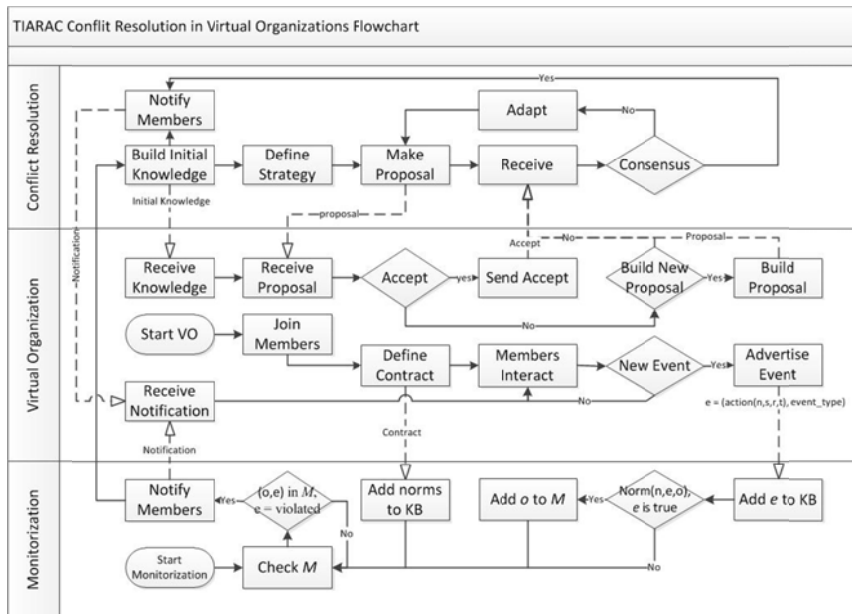 TIARAC Conflit Resolution in Virtual Organizations Flowchart
Conflict Resolution
Yes
Notify
Members
Adapt
No
Build Initial
Knowledge
Define
Strategy
Make
Proposal
Receive
Consensus
Initial Knowledge
proposal
Virtual Organization
Notification
Accept
No
Proposal
Receive
Knowledge
Receive
Proposal
Accept
yes
Send Accept
Build New
Proposal
Yes
Build
Proposal
No
Start VO
Join
Members
Define
Contract
Members
Interact
New Event
Yes
Advertise
Event
Receive
Notification
No
e = (action(n,s,r,t), event_type)
Notification
Contract
Monitorization
Notify
Members
Yes
(o,e) in M,
e = violated
No
Add norms
to KB
Add o to M
Yes
Norm(n,e,o),
e is true
Add e to KB
No
Start
Monitorization
Check M